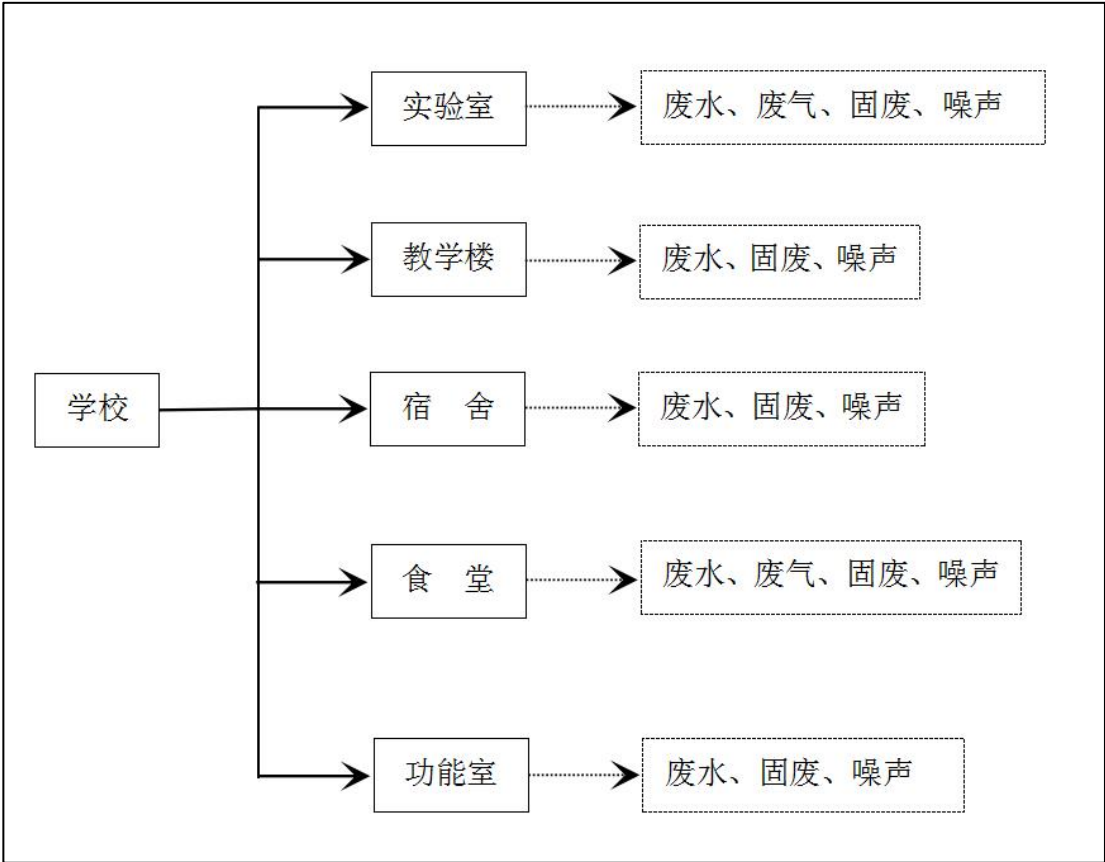 实验室
废水、废气、固废、噪声
教学楼
废水、固废、噪声
学校
宿 舍
废水、固废、噪声
食 堂
废水、废气、固废、噪声
功能室
废水、固废、噪声